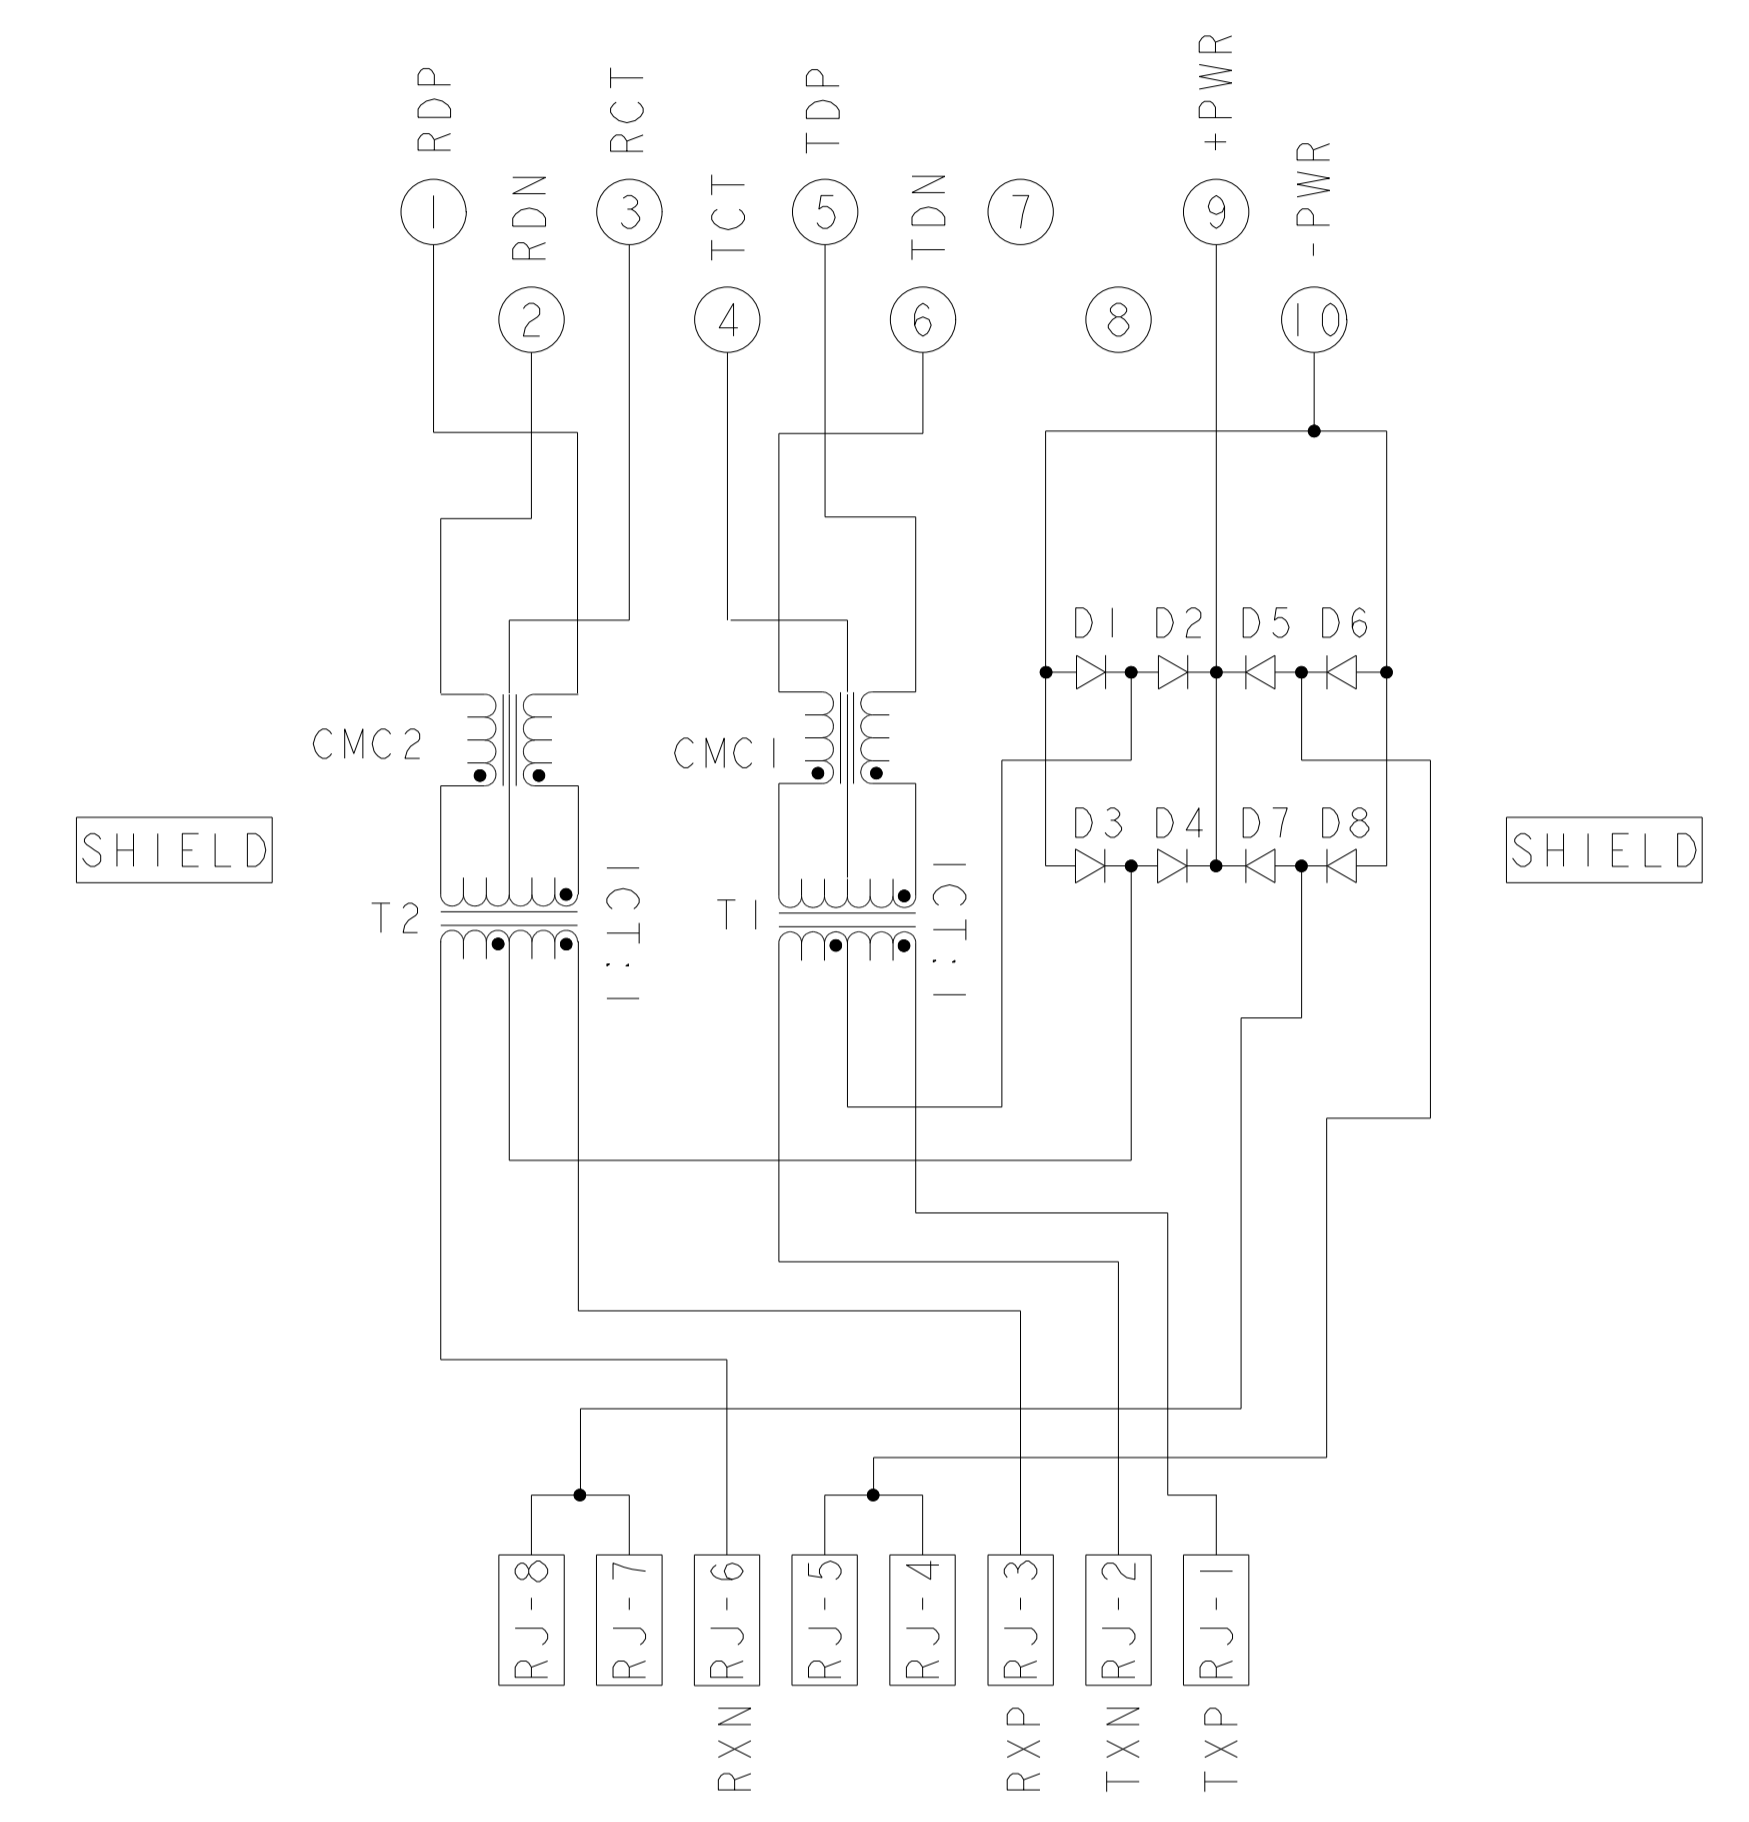 RDP
RCT
TDP
+PWR
RDN
TCT
TDN
-PWR
1
3
5
7
9
2
4
6
8
10
D1 D2 D5 D6
CMC2
CMC1
D3 D4 D7 D8
SHIELD
SHIELD
T2
1CT:1
T1
1CT:1
RJ-8
RJ-7
RJ-6
RJ-5
RJ-4
RJ-3
RJ-2
RJ-1
RXN
RXP
TXN
TXP